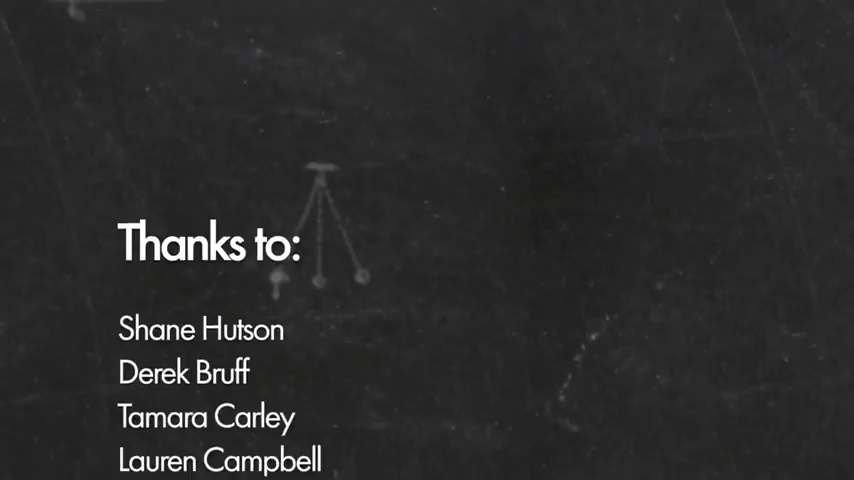 Thanks to:
Shane Hutson
Derek Bruff
Tamara Carley
Lauren Campbell